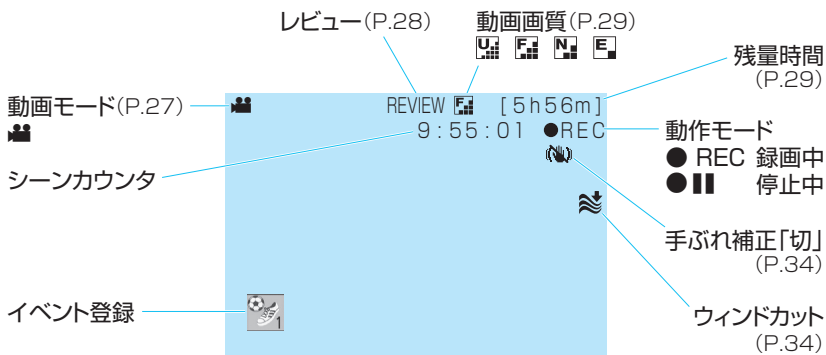 レビュー(P.28)
動画画質(P.29)
U F N E
残量時間
(P.29)
動画モード(P.27)
REVIEW F [5h56m]
9:55:01 ●REC
動作モード
● REC 録画中
●❚❚ 停止中
シーンカウンタ
手ぶれ補正「切」
(P.34)
イベント登録
1
ウィンドカット
(P.34)